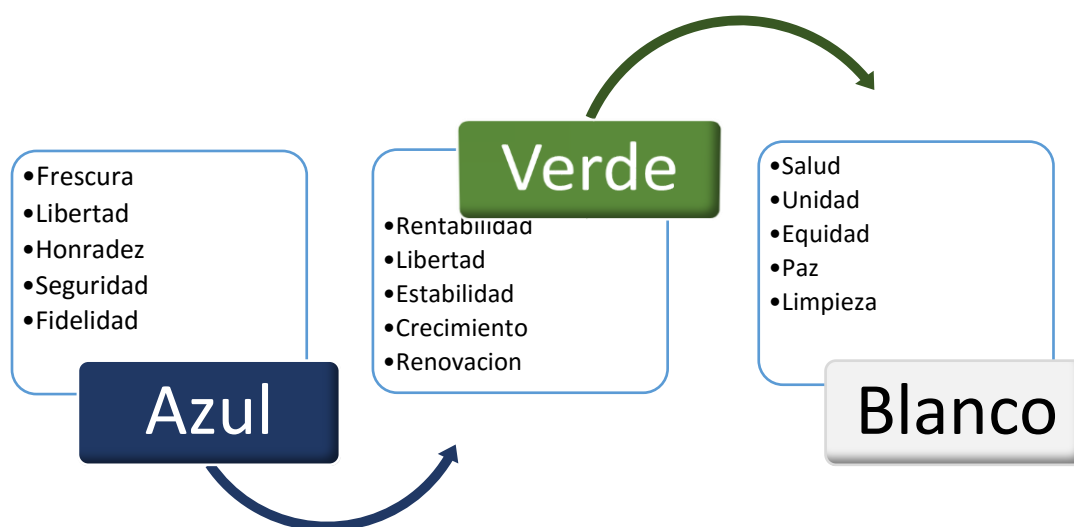 •Frescura
•Libertad
•Honradez
•Seguridad
•Fidelidad
Azul
Verde
•Rentabilidad
•Libertad
•Estabilidad
•Crecimiento
•Renovacion
•Salud
•Unidad
•Equidad
•Paz
•Limpieza
Blanco